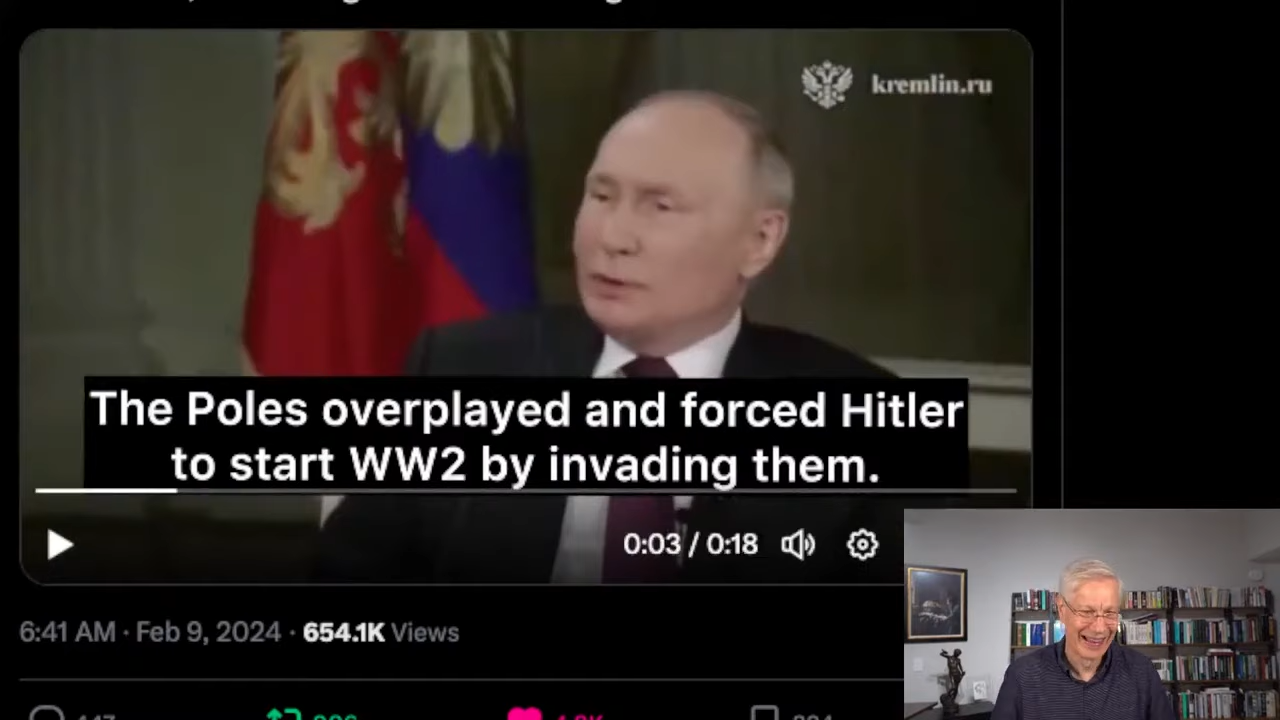 kremlin.ru
The Poles overplayed and forced Hitler
to start WW2 by invading them.
0:03 / 0:18
6:41 AM · Feb 9, 2024 · 654.1K Views